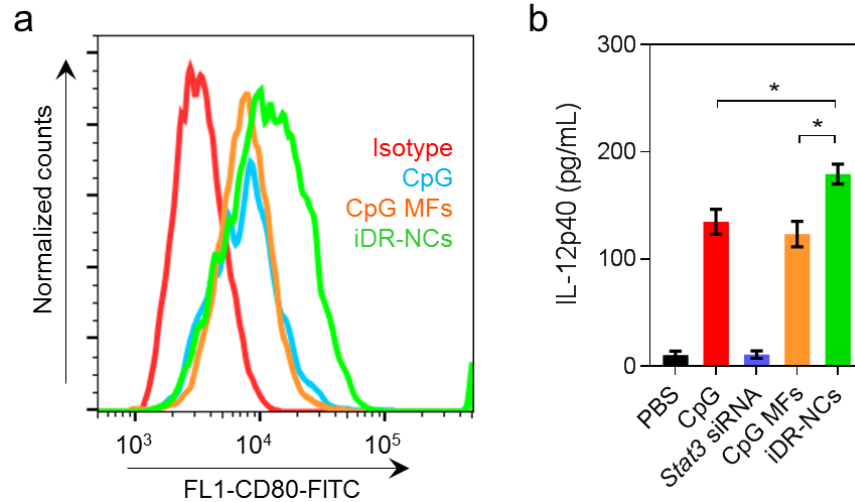 a
Normalized counts
Isotype
CpG
CpG MFs
iDR-NCs
10³
10⁴
10⁵
FL1-CD80-FITC
b
IL-12p40 (pg/mL)
300
200
100
0
*
*
PBS
CpG
Stat3 siRNA
CpG MFs
iDR-NCs